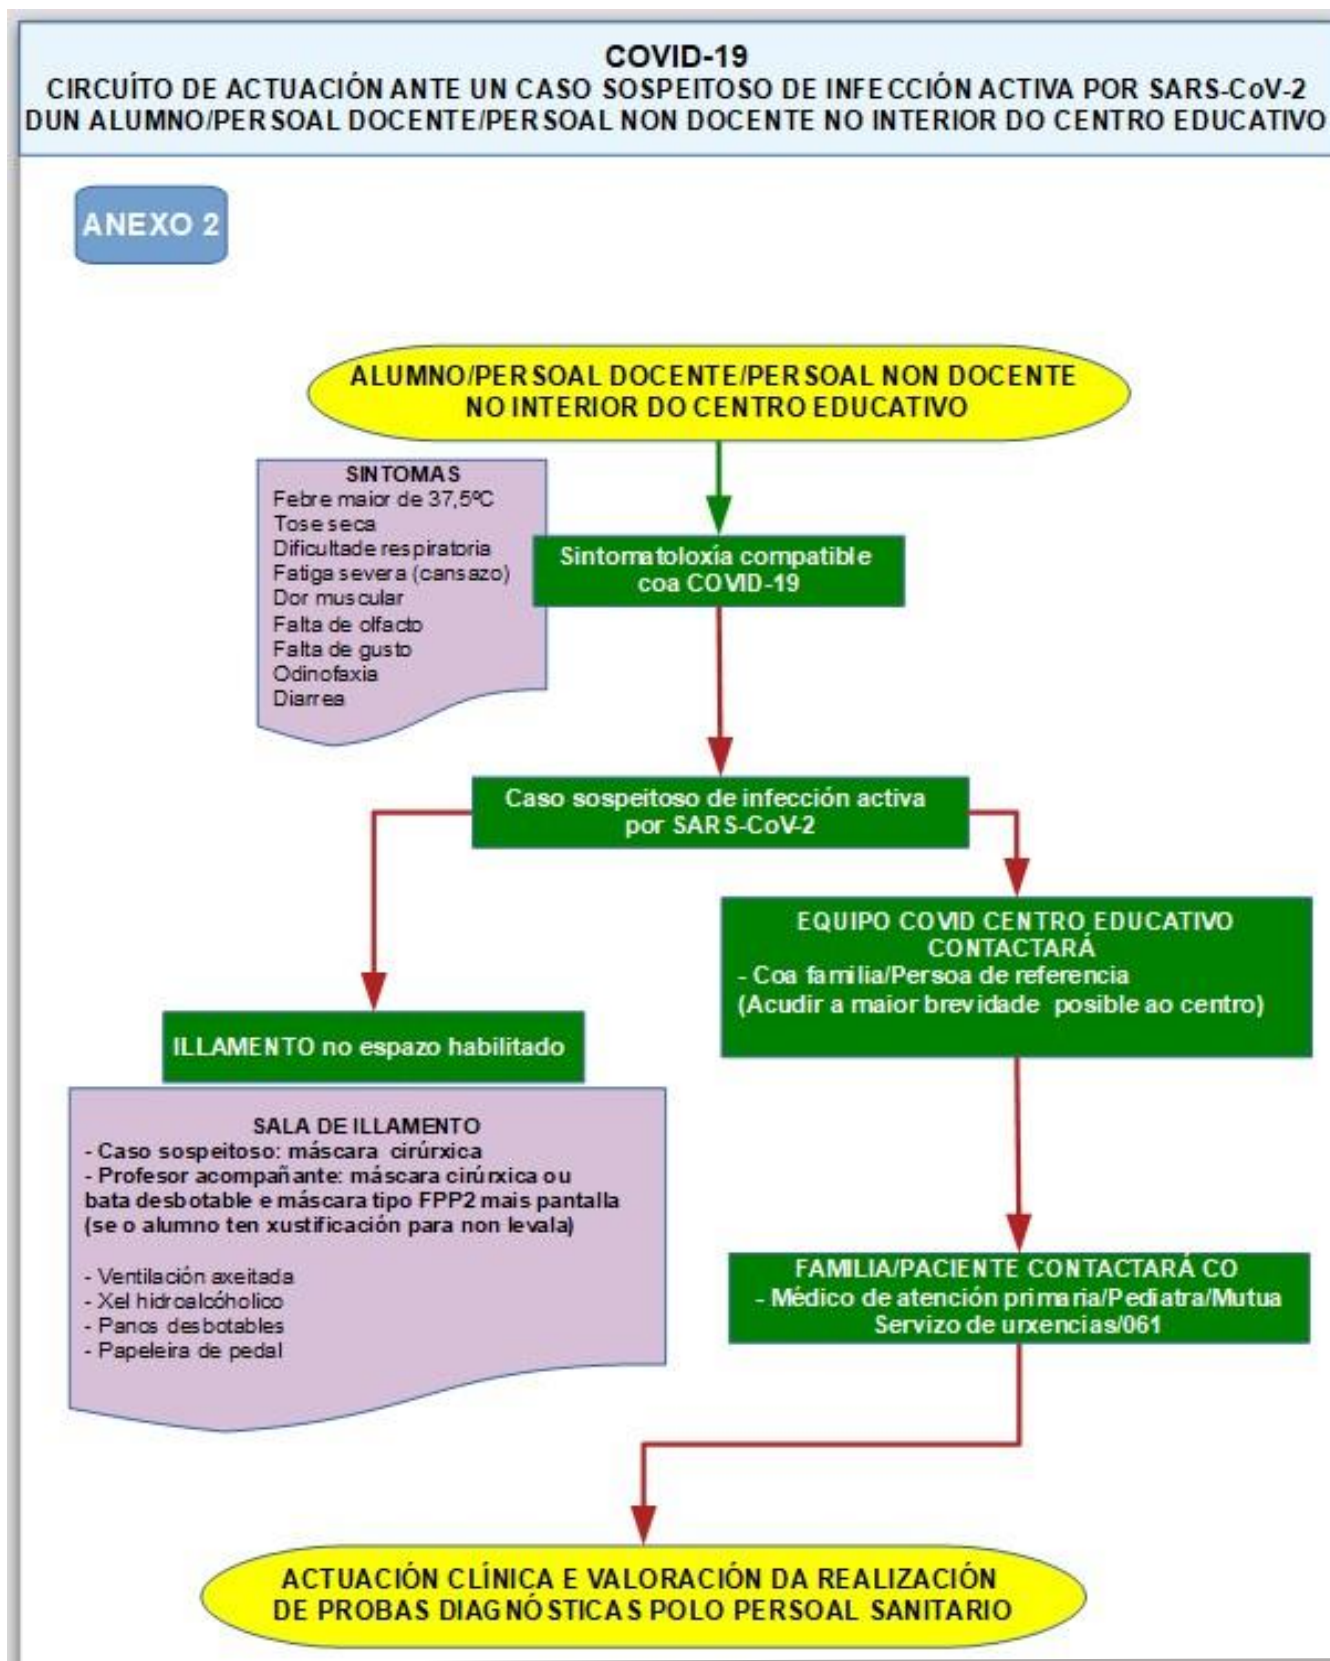 COVID-19
CIRCUÍTO DE ACTUACIÓN ANTE UN CASO SOSPEITOSO DE INFECCIÓN ACTIVA POR SARS-CoV-2
DUN ALUMNO/PERSOAL DOCENTE/PERSOAL NON DOCENTE NO INTERIOR DO CENTRO EDUCATIVO
ANEXO 2
ALUMNO/PERSOAL DOCENTE/PERSOAL NON DOCENTE
NO INTERIOR DO CENTRO EDUCATIVO
SINTOMAS
Febre maior de 37,5ºC
Tose seca
Dificultade respiratoria
Fatiga severa (cansazo)
Dor muscular
Falta de olfacto
Falta de gusto
Odinofaxia
Diarrea
Sintomatoloxía compatible
coa COVID-19
Caso sospeitoso de infección activa
por SARS-CoV-2
EQUIPO COVID CENTRO EDUCATIVO
CONTACTARÁ
- Coa familia/Persoa de referencia
(Acudir a maior brevidade posible ao centro)
ILLAMENTO no espazo habilitado
SALA DE ILLAMENTO
- Caso sospeitoso: máscara cirúrxica
- Profesor acompañante: máscara cirúrxica ou
bata desbotable e máscara tipo FPP2 mais pantalla
(se o alumno ten xustificación para non levala)
- Ventilación axeitada
- Xel hidroalcóholico
- Panos desbotables
- Papeleira de pedal
FAMILIA/PACIENTE CONTACTARÁ CO
- Médico de atención primaria/Pediatra/Mutua
Servizo de urxencias/061
ACTUACIÓN CLÍNICA E VALORACIÓN DA REALIZACIÓN
DE PROBAS DIAGNÓSTICAS POLO PERSOAL SANITARIO